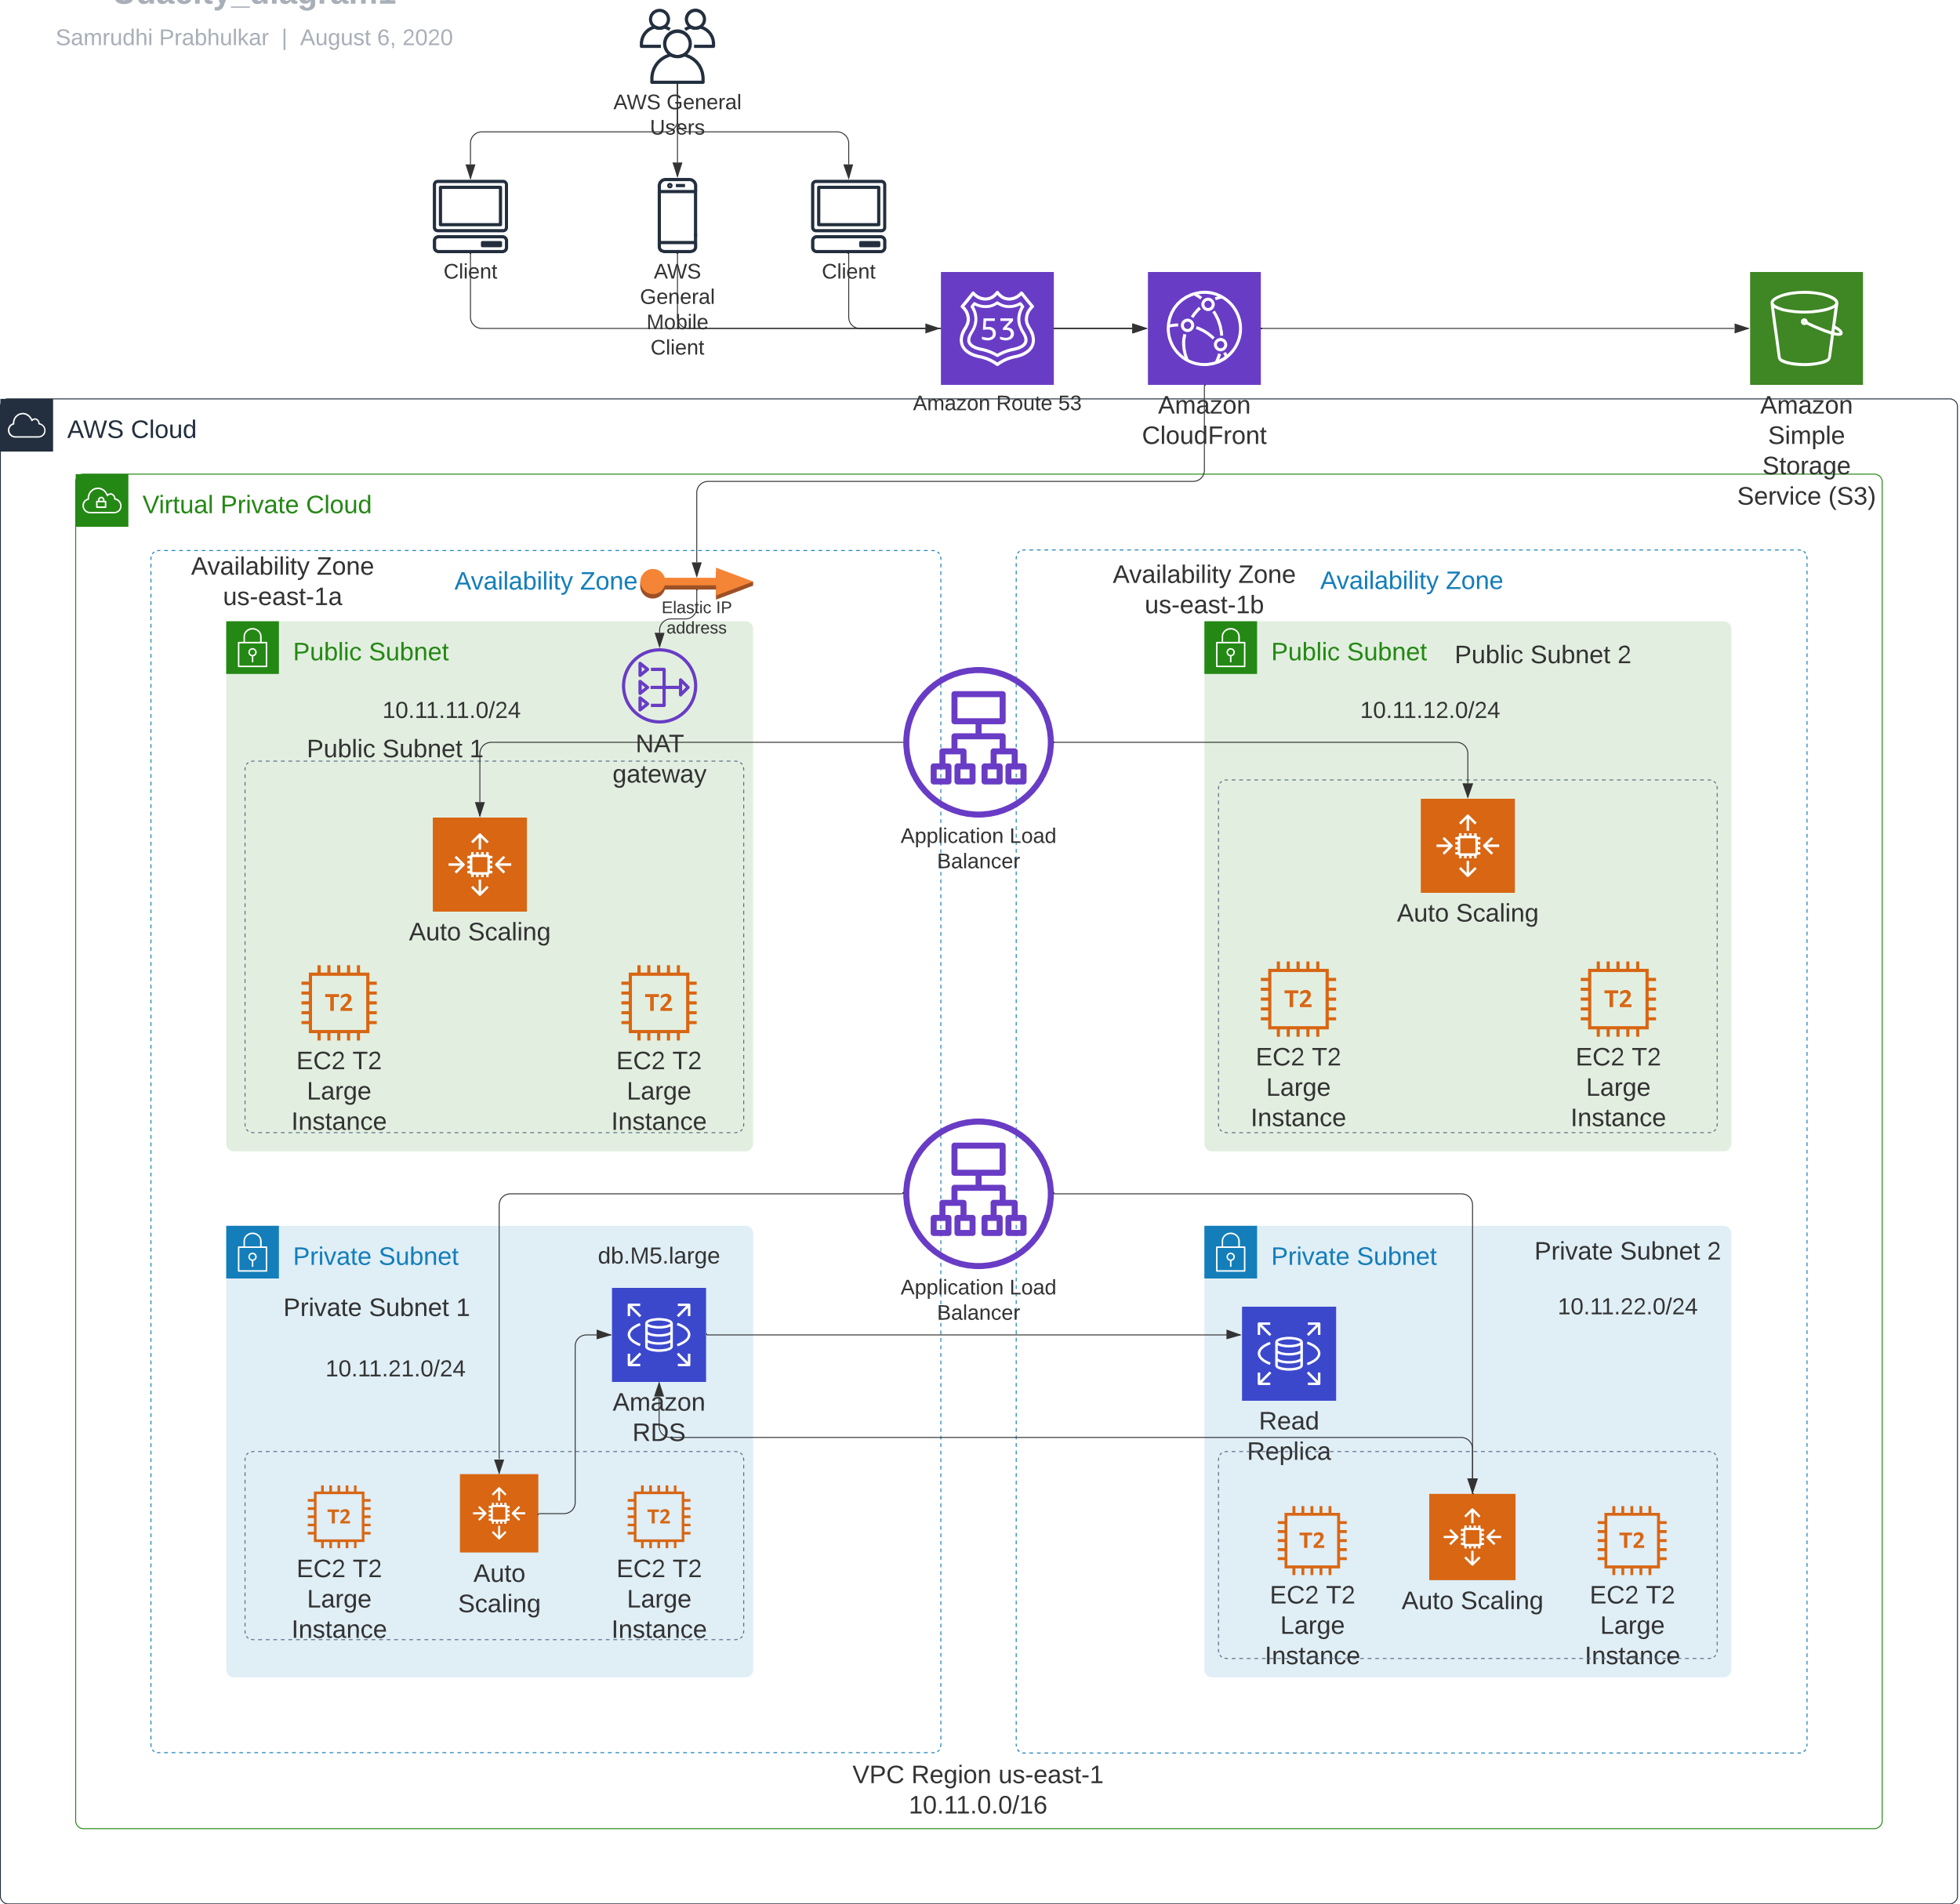 Udacity_diagram1
Samrudhi Prabhulkar | August 6, 2020
AWS General
Users
Client
AWS
General
Mobile
Client
Client
53
Amazon Route 53
Amazon
CloudFront
Amazon
Simple
Storage
Service (S3)
AWS Cloud
Virtual Private Cloud
Availability Zone
us-east-1a
Availability Zone
Elastic IP
address
Availability Zone
us-east-1b
Availability Zone
Public Subnet
10.11.11.0/24
Public Subnet 1
NAT
gateway
Public Subnet
Public Subnet 2
10.11.12.0/24
Application Load
Balancer
Auto Scaling
Auto Scaling
T2
EC2 T2
Large
Instance
T2
EC2 T2
Large
Instance
T2
EC2 T2
Large
Instance
T2
EC2 T2
Large
Instance
Application Load
Balancer
Private Subnet
db.M5.large
Private Subnet 1
10.11.21.0/24
Amazon
RDS
Private Subnet
Private Subnet 2
10.11.22.0/24
Read
Replica
T2
EC2 T2
Large
Instance
Auto
Scaling
T2
EC2 T2
Large
Instance
T2
EC2 T2
Large
Instance
Auto Scaling
T2
EC2 T2
Large
Instance
VPC Region us-east-1
10.11.0.0/16